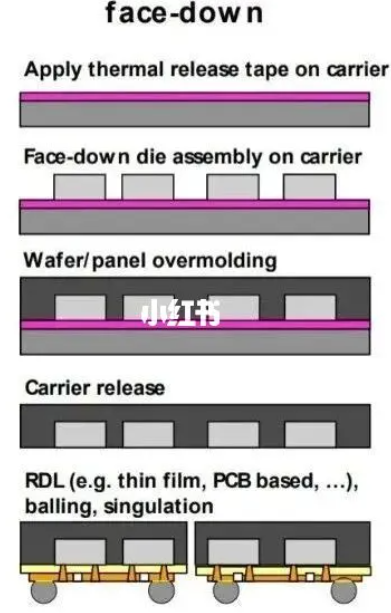 face-down
Apply thermal release tape on carrier
Face-down die assembly on carrier
Wafer/panel overmolding
小红书
Carrier release
RDL (e.g. thin film, PCB based, ...),
balling, singulation